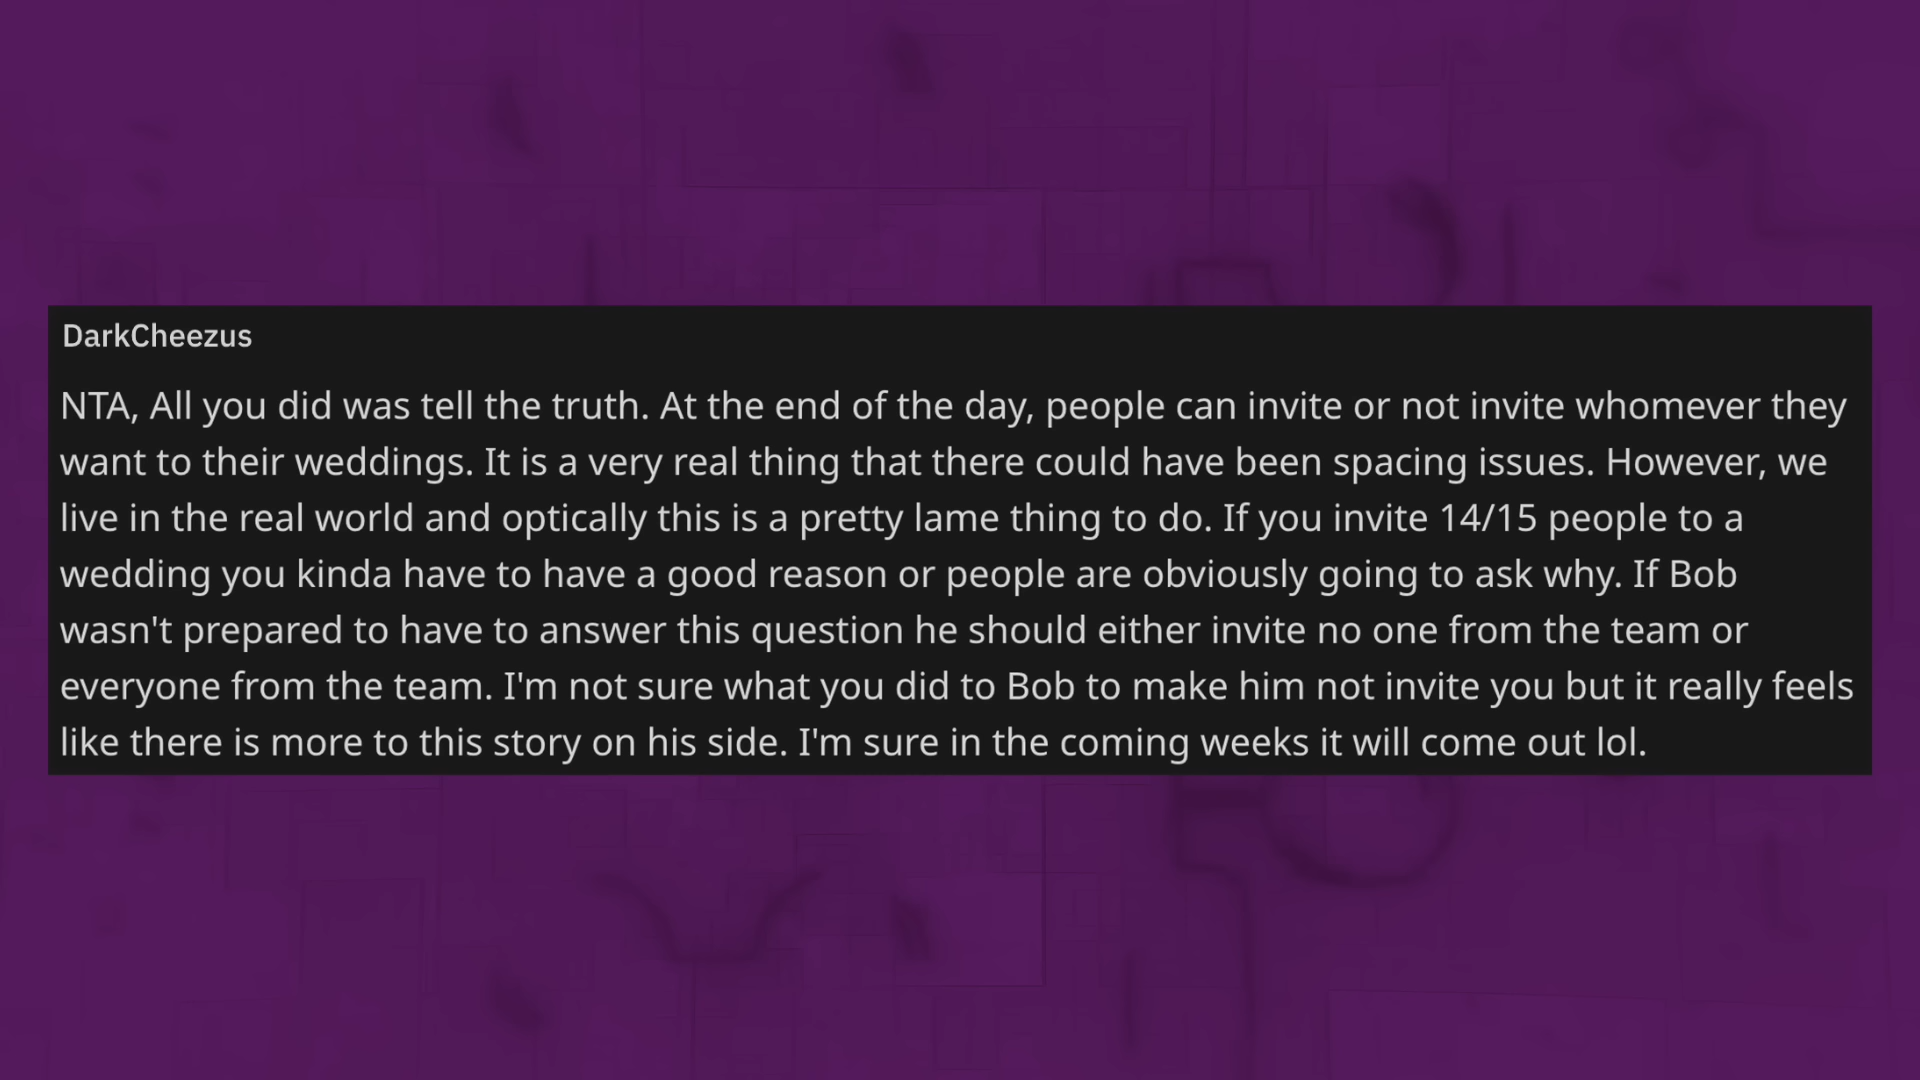 DarkCheezus
NTA, All you did was tell the truth. At the end of the day, people can invite or not invite whomever they
want to their weddings. It is a very real thing that there could have been spacing issues. However, we
live in the real world and optically this is a pretty lame thing to do. If you invite 14/15 people to a
wedding you kinda have to have a good reason or people are obviously going to ask why. If Bob
wasn't prepared to have to answer this question he should either invite no one from the team or
everyone from the team. I'm not sure what you did to Bob to make him not invite you but it really feels
like there is more to this story on his side. I'm sure in the coming weeks it will come out lol.